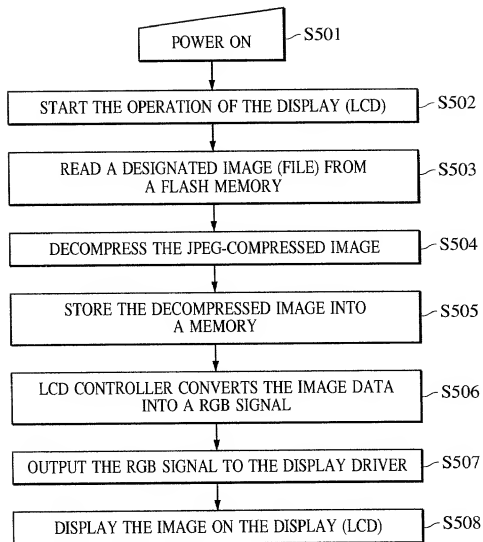 POWER ON
S501
START THE OPERATION OF THE DISPLAY (LCD)
S502
READ A DESIGNATED IMAGE (FILE) FROM
A FLASH MEMORY
S503
DECOMPRESS THE JPEG-COMPRESSED IMAGE
S504
STORE THE DECOMPRESSED IMAGE INTO
A MEMORY
S505
LCD CONTROLLER CONVERTS THE IMAGE DATA
INTO A RGB SIGNAL
S506
OUTPUT THE RGB SIGNAL TO THE DISPLAY DRIVER
S507
DISPLAY THE IMAGE ON THE DISPLAY (LCD)
S508